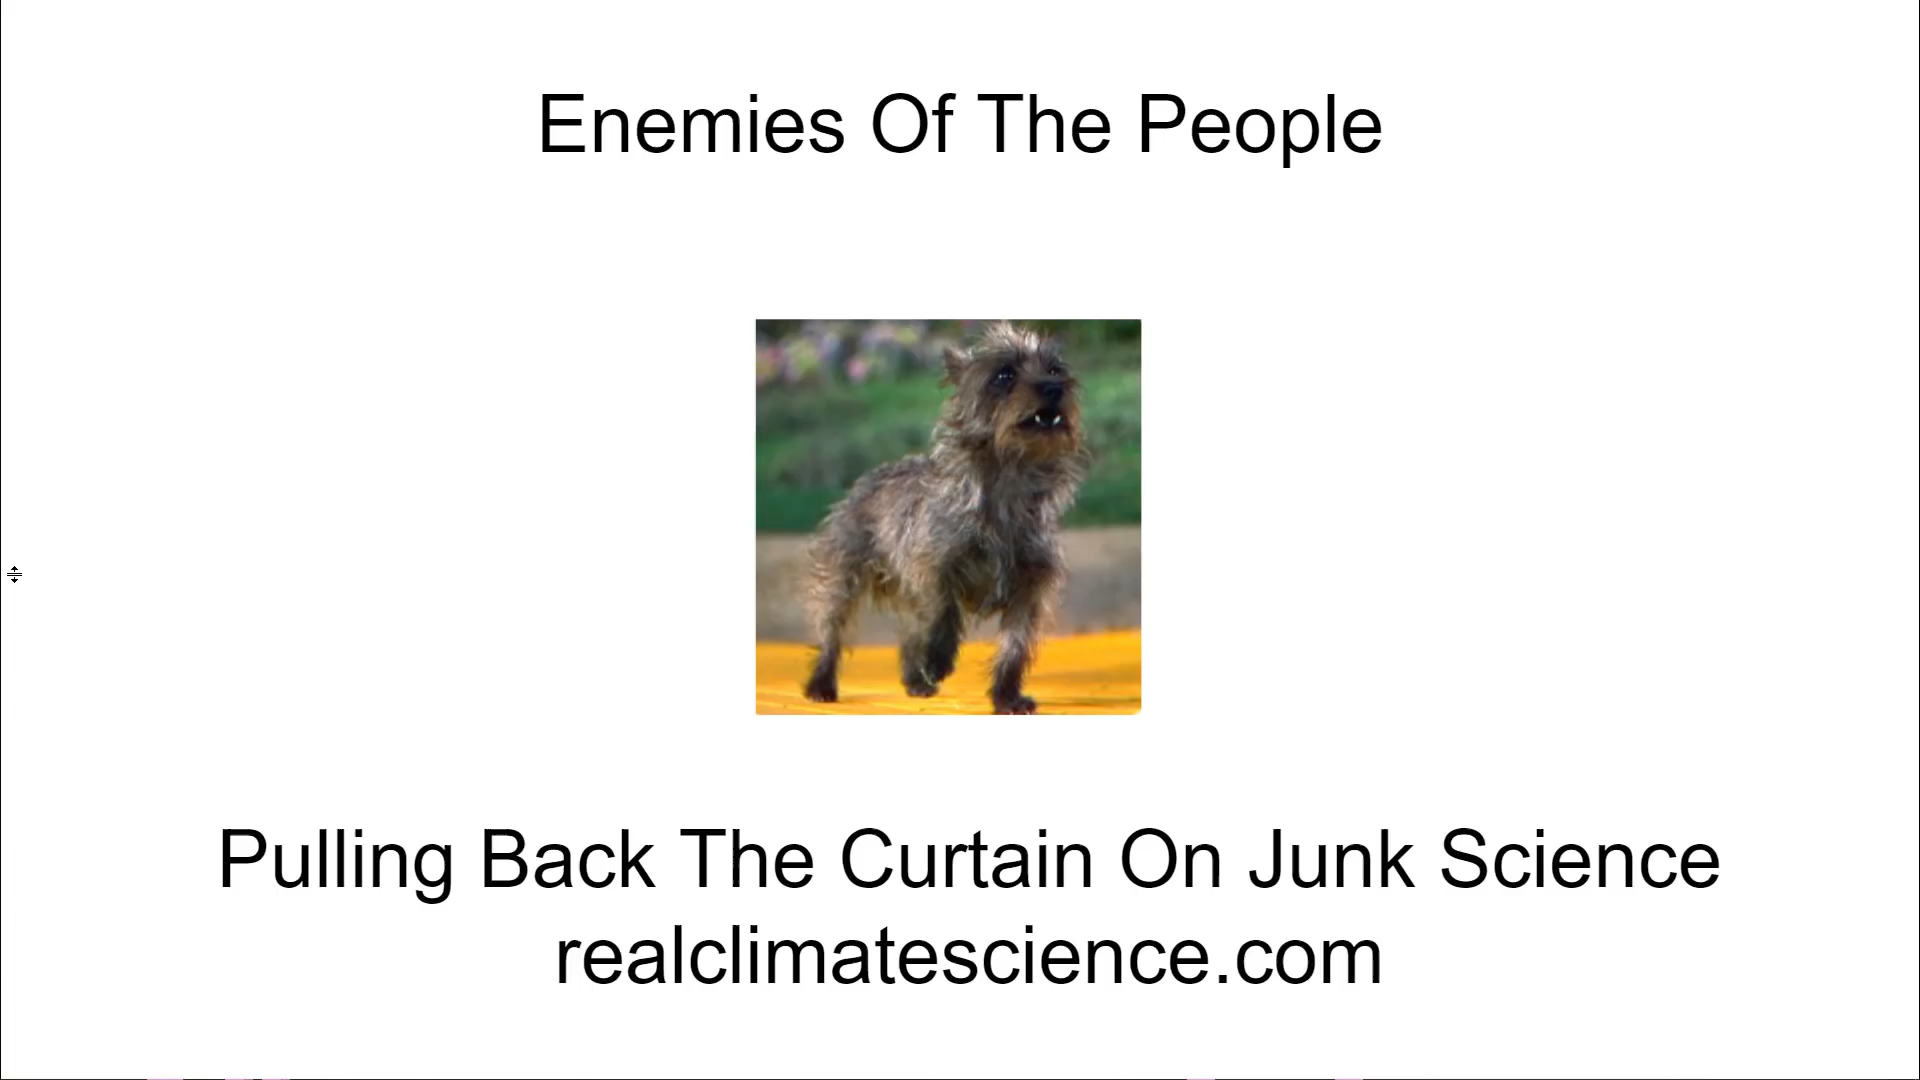 Enemies Of The People
Pulling Back The Curtain On Junk Science
realclimatescience.com